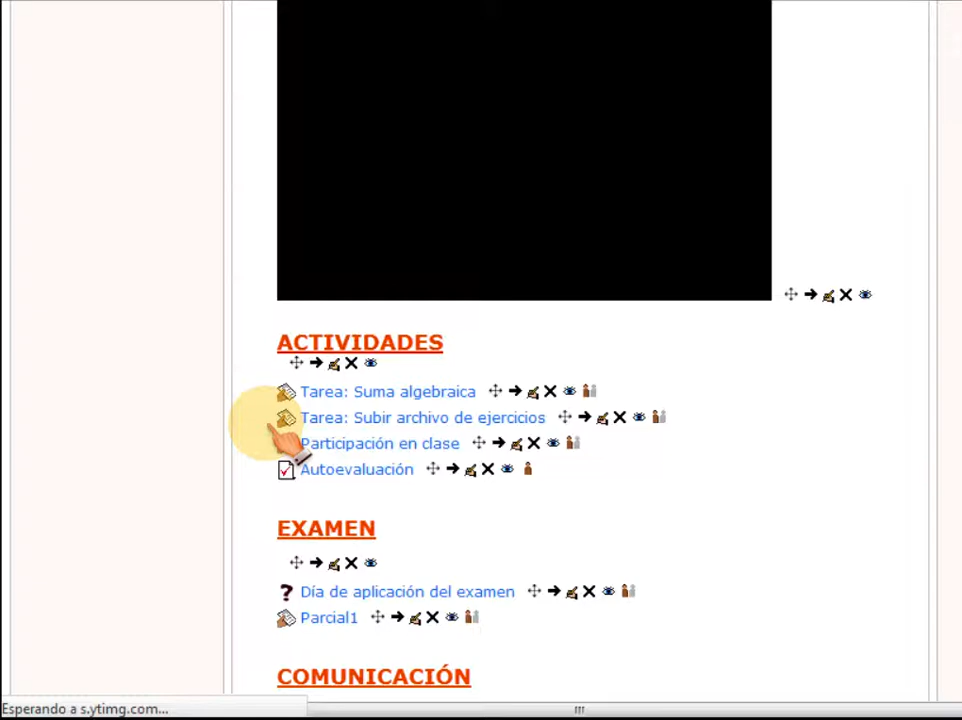 ACTIVIDADES
Tarea: Suma algebraica
Tarea: Subir archivo de ejercicios
Participación en clase
Autoevaluación
EXAMEN
Día de aplicación del examen
Parcial1
COMUNICACIÓN
Esperando a s.ytimg.com...